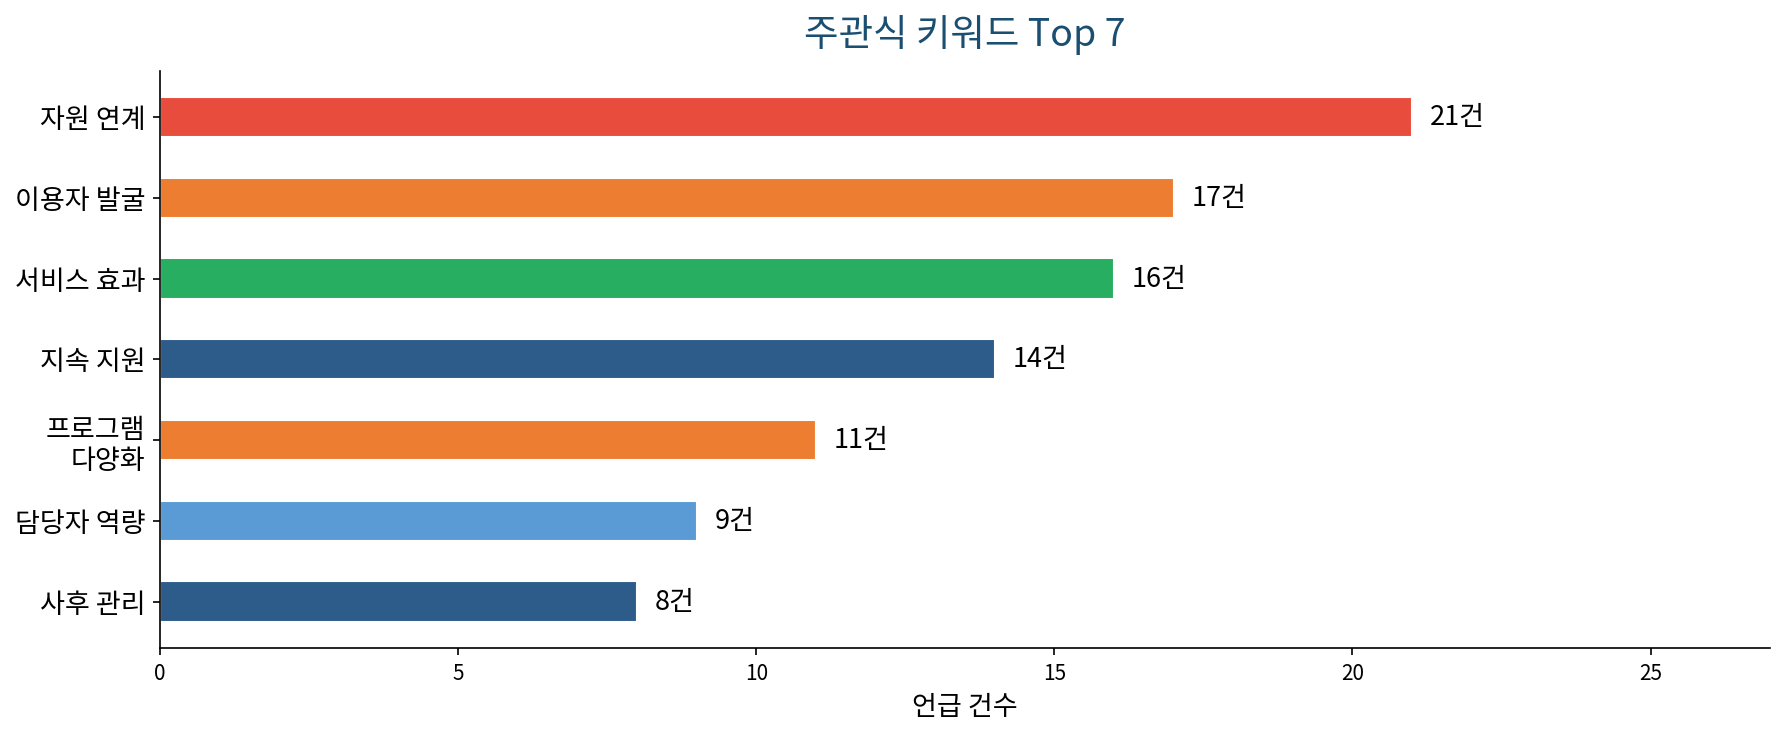 주관식 키워드 Top 7
자원 연계
21건
이용자 발굴
17건
서비스 효과
16건
지속 지원
14건
프로그램
다양화
11건
담당자 역량
9건
사후 관리
8건
0 5 10 15 20 25
언급 건수